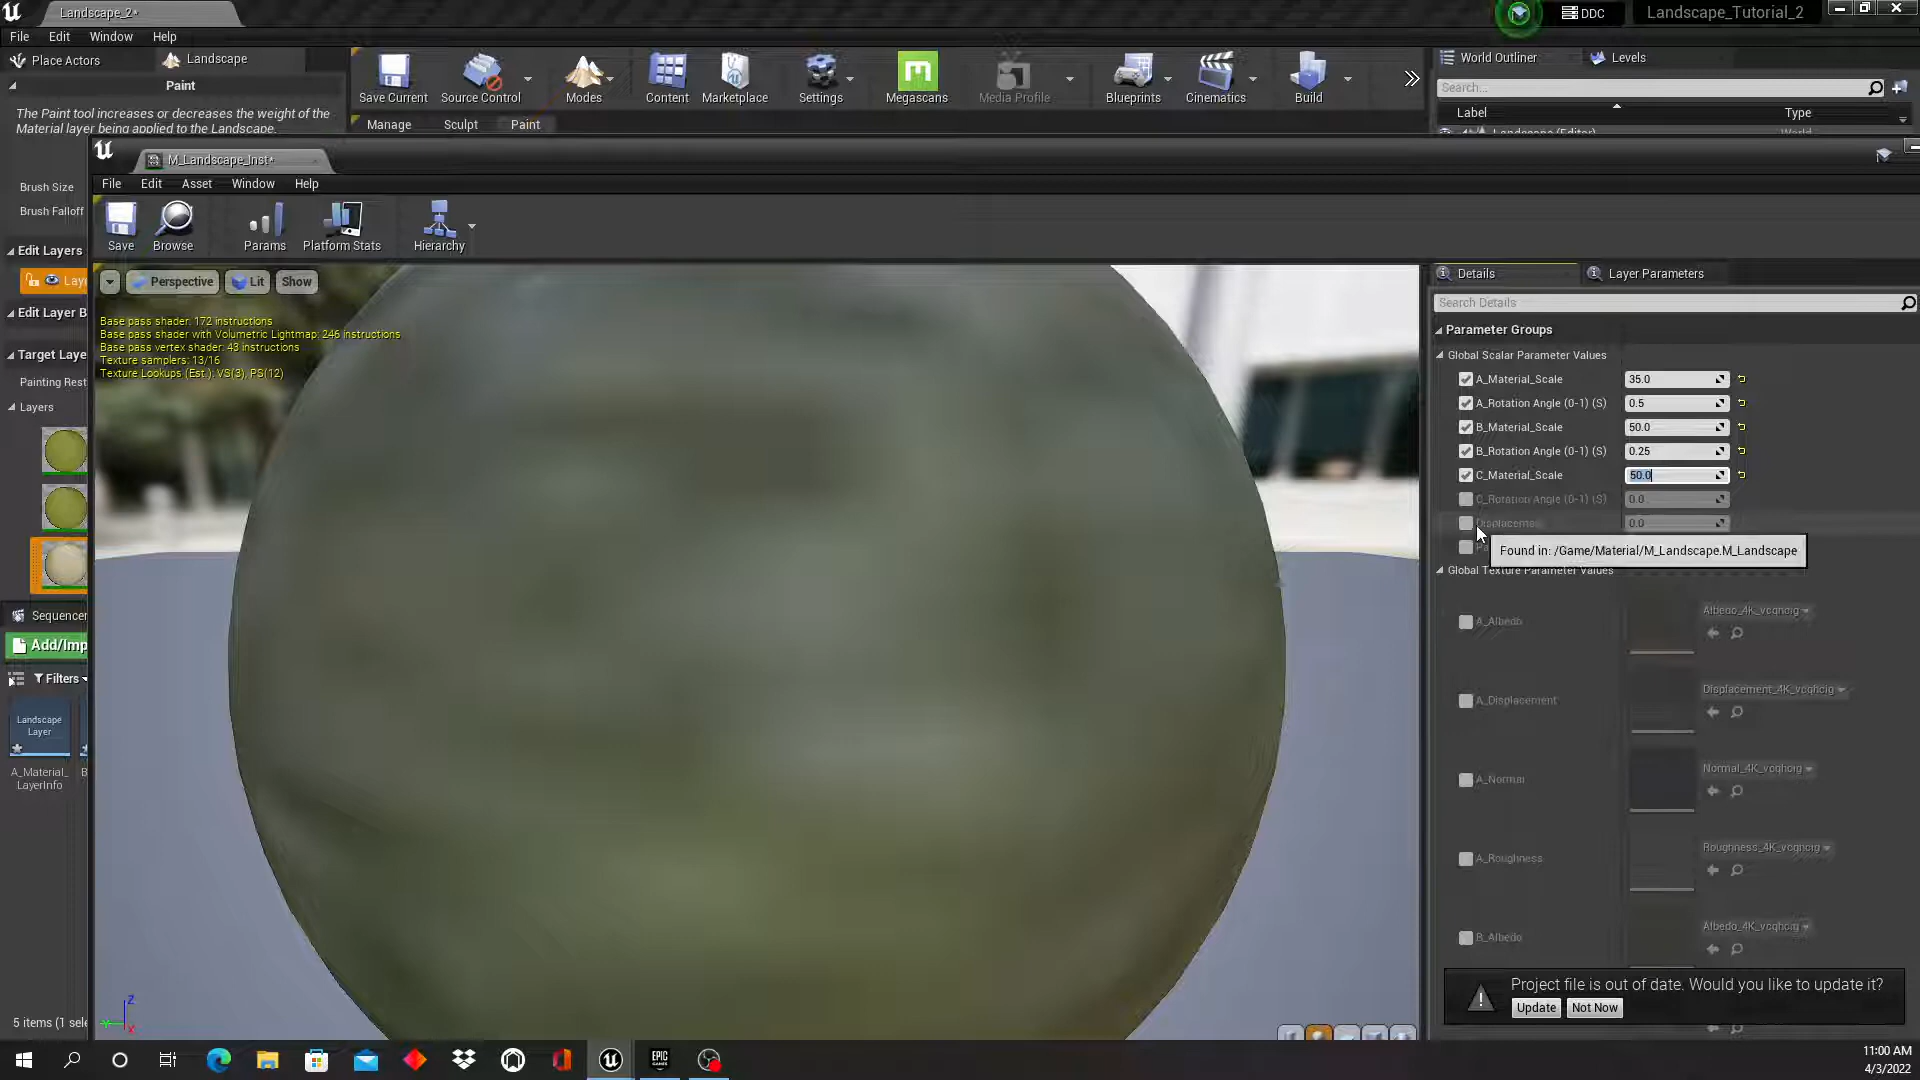 Landscape_2*
DDC
Landscape_Tutorial_2
File
Edit
Window
Help
Place Actors
Landscape
Paint
The Paint tool increases or decreases the weight of the
Material layer being applied to the Landscape.
Save Current
Source Control
Modes
Content
Marketplace
Settings
Megascans
Media Profile
Blueprints
Cinematics
Build
Manage
Sculpt
Paint
World Outliner
Levels
Search...
Label
Type
Landscape (Editor)
World
M_Landscape_Inst*
File
Edit
Asset
Window
Help
Save
Browse
Params
Platform Stats
Hierarchy
Brush Size
Brush Falloff
Edit Layers
Edit Layer B
Target Laye
Painting Rest
Layers
Sequencer
Add/Imp
Filters
Landscape
Layer
A_Material_
LayerInfo
5 items (1 sele
Perspective
Lit
Show
Base pass shader: 172 instructions
Base pass shader with Volumetric Lightmap: 246 instructions
Base pass vertex shader: 43 instructions
Texture samplers: 13/16
Texture Lookups (Est.): VS(3), PS(12)
Z
Details
Layer Parameters
Search Details
Parameter Groups
Global Scalar Parameter Values
A_Material_Scale
35.0
A_Rotation Angle (0-1) (S)
0.5
B_Material_Scale
50.0
B_Rotation Angle (0-1) (S)
0.25
C_Material_Scale
50.0
C_Rotation Angle (0-1) (S)
0.0
Displaceme
0.0
Found in: /Game/Material/M_Landscape.M_Landscape
Global Texture Parameter Values
A_Albedo
Albedo_4K_vcqhcig
A_Displacement
Displacement_4K_vcqhcig
A_Normal
Normal_4K_vcqhcig
A_Roughness
Roughness_4K_vcqhcig
B_Albedo
Albedo_4K_vcqhcig
Project file is out of date. Would you like to update it?
Update
Not Now
EPIC
GAMES
11:00 AM
4/3/2022